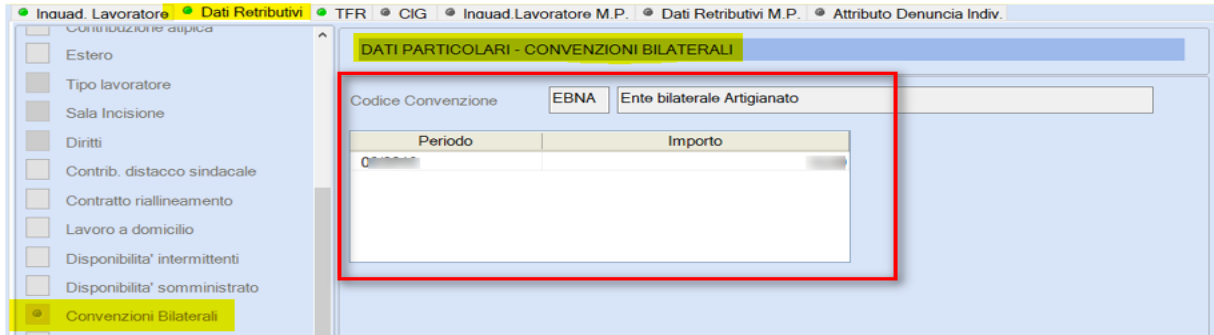 Inquad. Lavoratore Dati Retributivi TFR CIG Inquad.Lavoratore M.P. Dati Retributivi M.P. Attributo Denuncia Indiv.
Contribuzione atipica
Estero
Tipo lavoratore
Sala Incisione
Diritti
Contrib. distacco sindacale
Contratto riallineamento
Lavoro a domicilio
Disponibilita' intermittenti
Disponibilita' somministrato
Convenzioni Bilaterali
DATI PARTICOLARI - CONVENZIONI BILATERALI
Codice Convenzione EBNA Ente bilaterale Artigianato
Periodo Importo